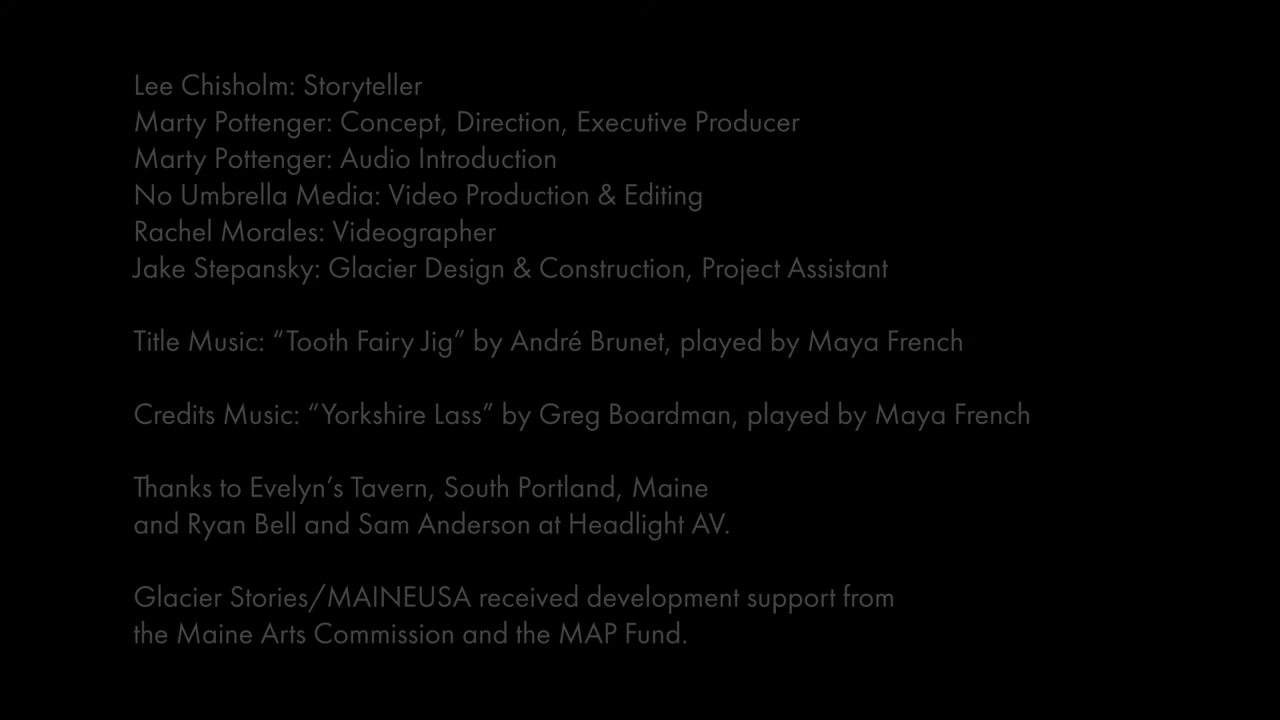 Lee Chisholm: Storyteller
Marty Pottenger: Concept, Direction, Executive Producer
Marty Pottenger: Audio Introduction
No Umbrella Media: Video Production & Editing
Rachel Morales: Videographer
Jake Stepansky: Glacier Design & Construction, Project Assistant
Title Music: “Tooth Fairy Jig” by André Brunet, played by Maya French
Credits Music: “Yorkshire Lass” by Greg Boardman, played by Maya French
Thanks to Evelyn’s Tavern, South Portland, Maine
and Ryan Bell and Sam Anderson at Headlight AV.
Glacier Stories/MAINEUSA received development support from
the Maine Arts Commission and the MAP Fund.